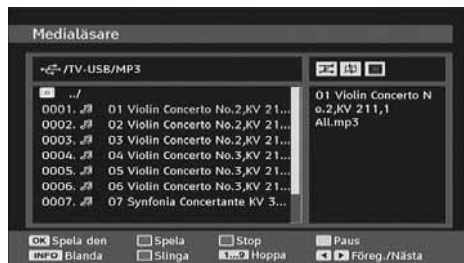 Medialäsare
/TV-USB/MP3
../
0001. 01 Violin Concerto No.2,KV 21...
0002. 02 Violin Concerto No.2,KV 21...
0003. 03 Violin Concerto No.2,KV 21...
0004. 04 Violin Concerto No.3,KV 21...
0005. 05 Violin Concerto No.3,KV 21...
0006. 06 Violin Concerto No.3,KV 21...
0007. 07 Synfonia Concertante KV 3...
01 Violin Concerto N
o.2,KV 211,1
All.mp3
OK Spela den Spela Stop Paus
INFO Blanda Slinga 1...9 Hoppa Föreg./Nästa